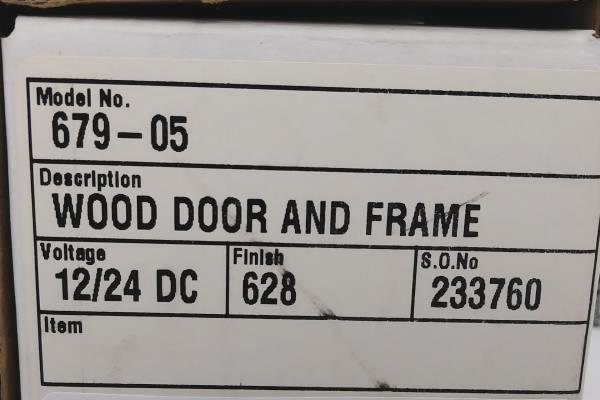 Model No.
679-05
Description
WOOD DOOR AND FRAME
Voltage
12/24 DC
Finish
628
S.O.No
233760
Item